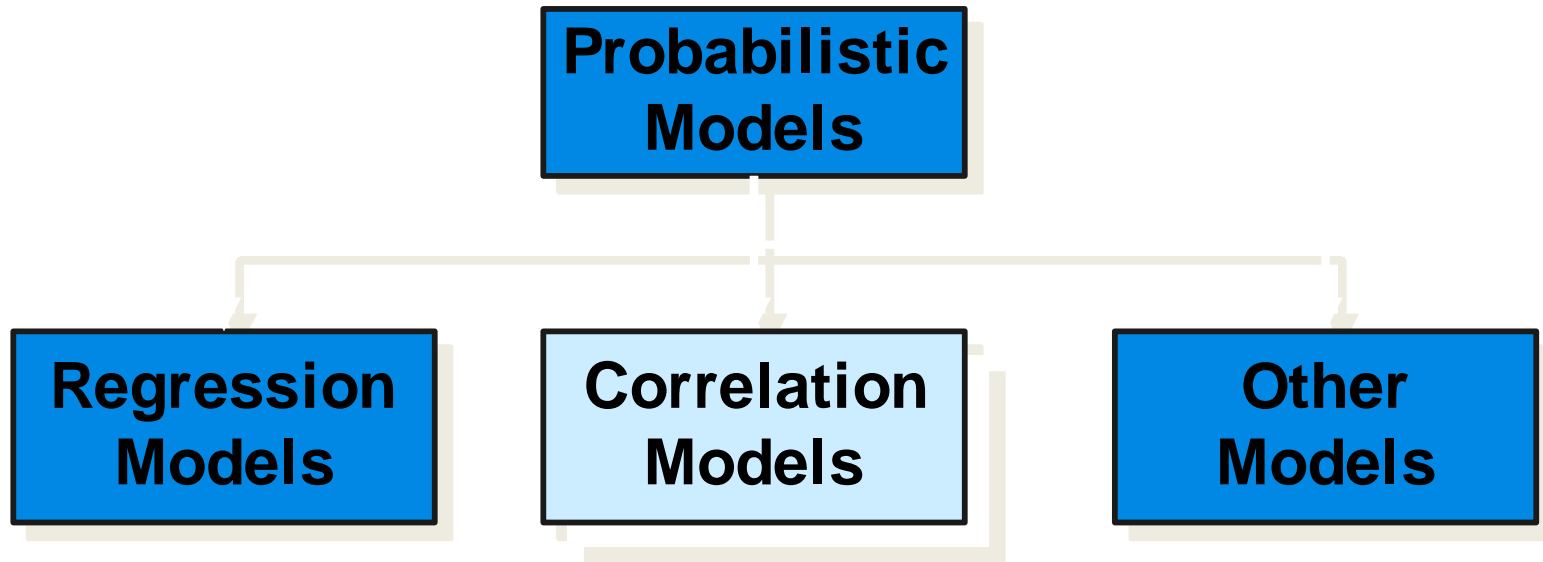 Probabilistic
Models
Regression
Models
Correlation
Models
Other
Models